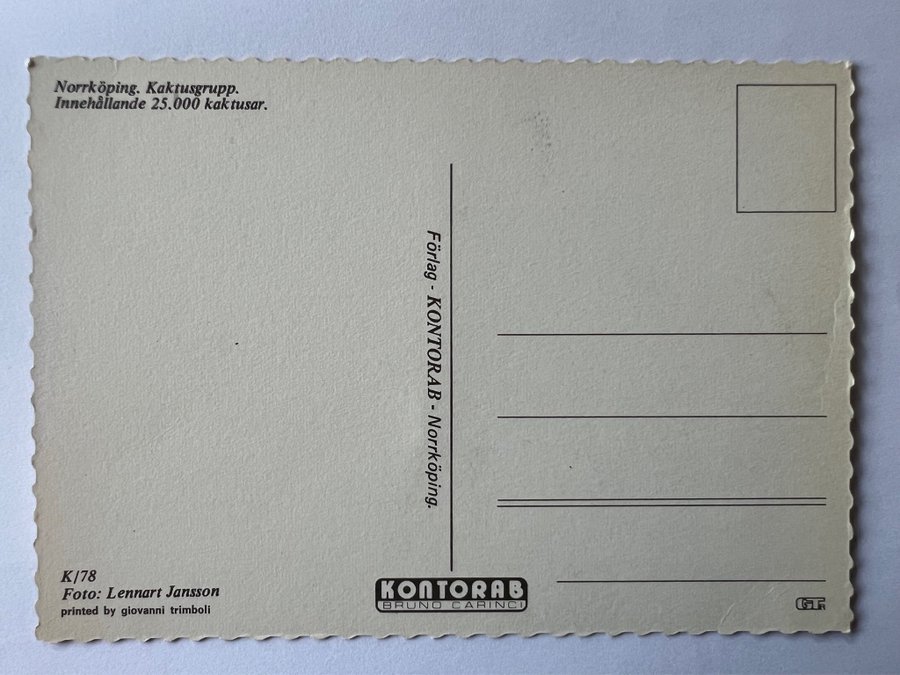 Norrköping. Kaktusgrupp.
Innehållande 25.000 kaktusar.
Förlag - KONTORAB - Norrköping.
K/78
Foto: Lennart Jansson
printed by giovanni trimboli
KONTORAB
BRUNO CARINCI